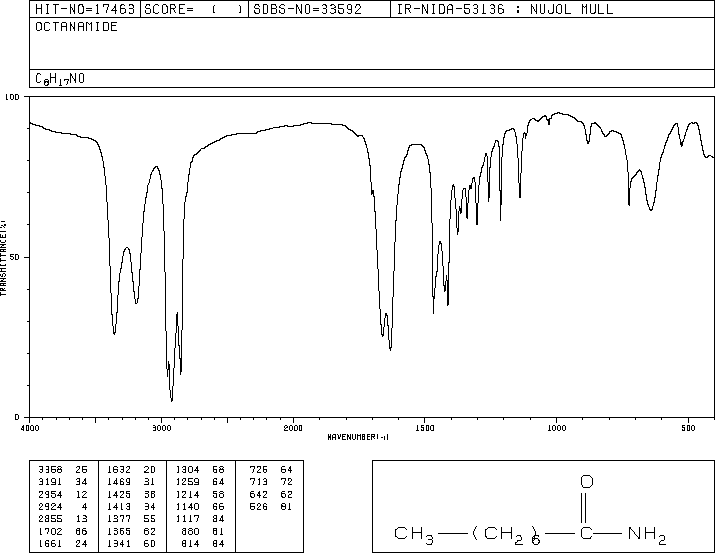 HIT-NO=17463 SCORE= ( ) SDBS-NO=33592 IR-NIDA-53136 : NUJOL MULL
OCTANAMIDE
C8H17NO
100
50
0
TRANSMITTANCE(%)
4000 3000 2000 1500 1000 500
WAVENUMBER(-1)
3358 25 1632 20 1304 58 725 64
3191 34 1469 31 1259 64 713 72
2954 12 1425 38 1214 58 642 62
2924 4 1413 34 1140 66 526 81
2855 13 1377 55 1117 84
1702 66 1365 62 880 81
1661 24 1341 60 814 84
O
CH3 (CH2)6 C NH2